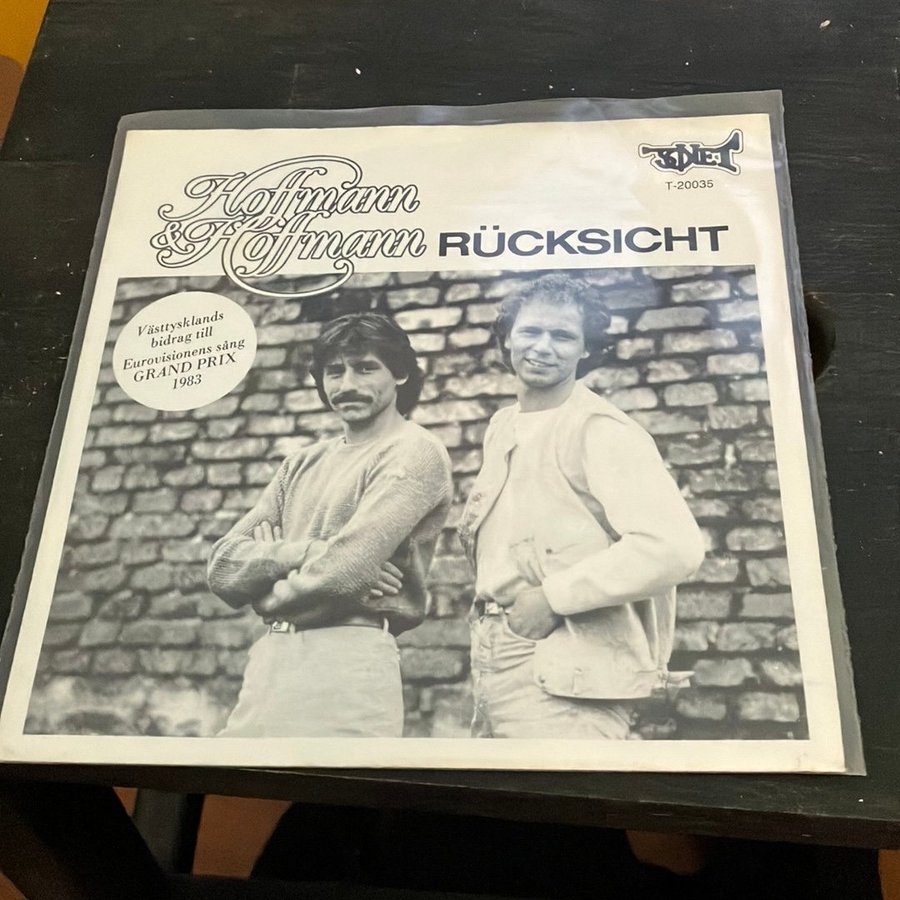 Hoffmann
& Hoffmann
RÜCKSICHT
T-20035
Västtysklands
bidrag till
Eurovisionens sång
GRAND PRIX
1983